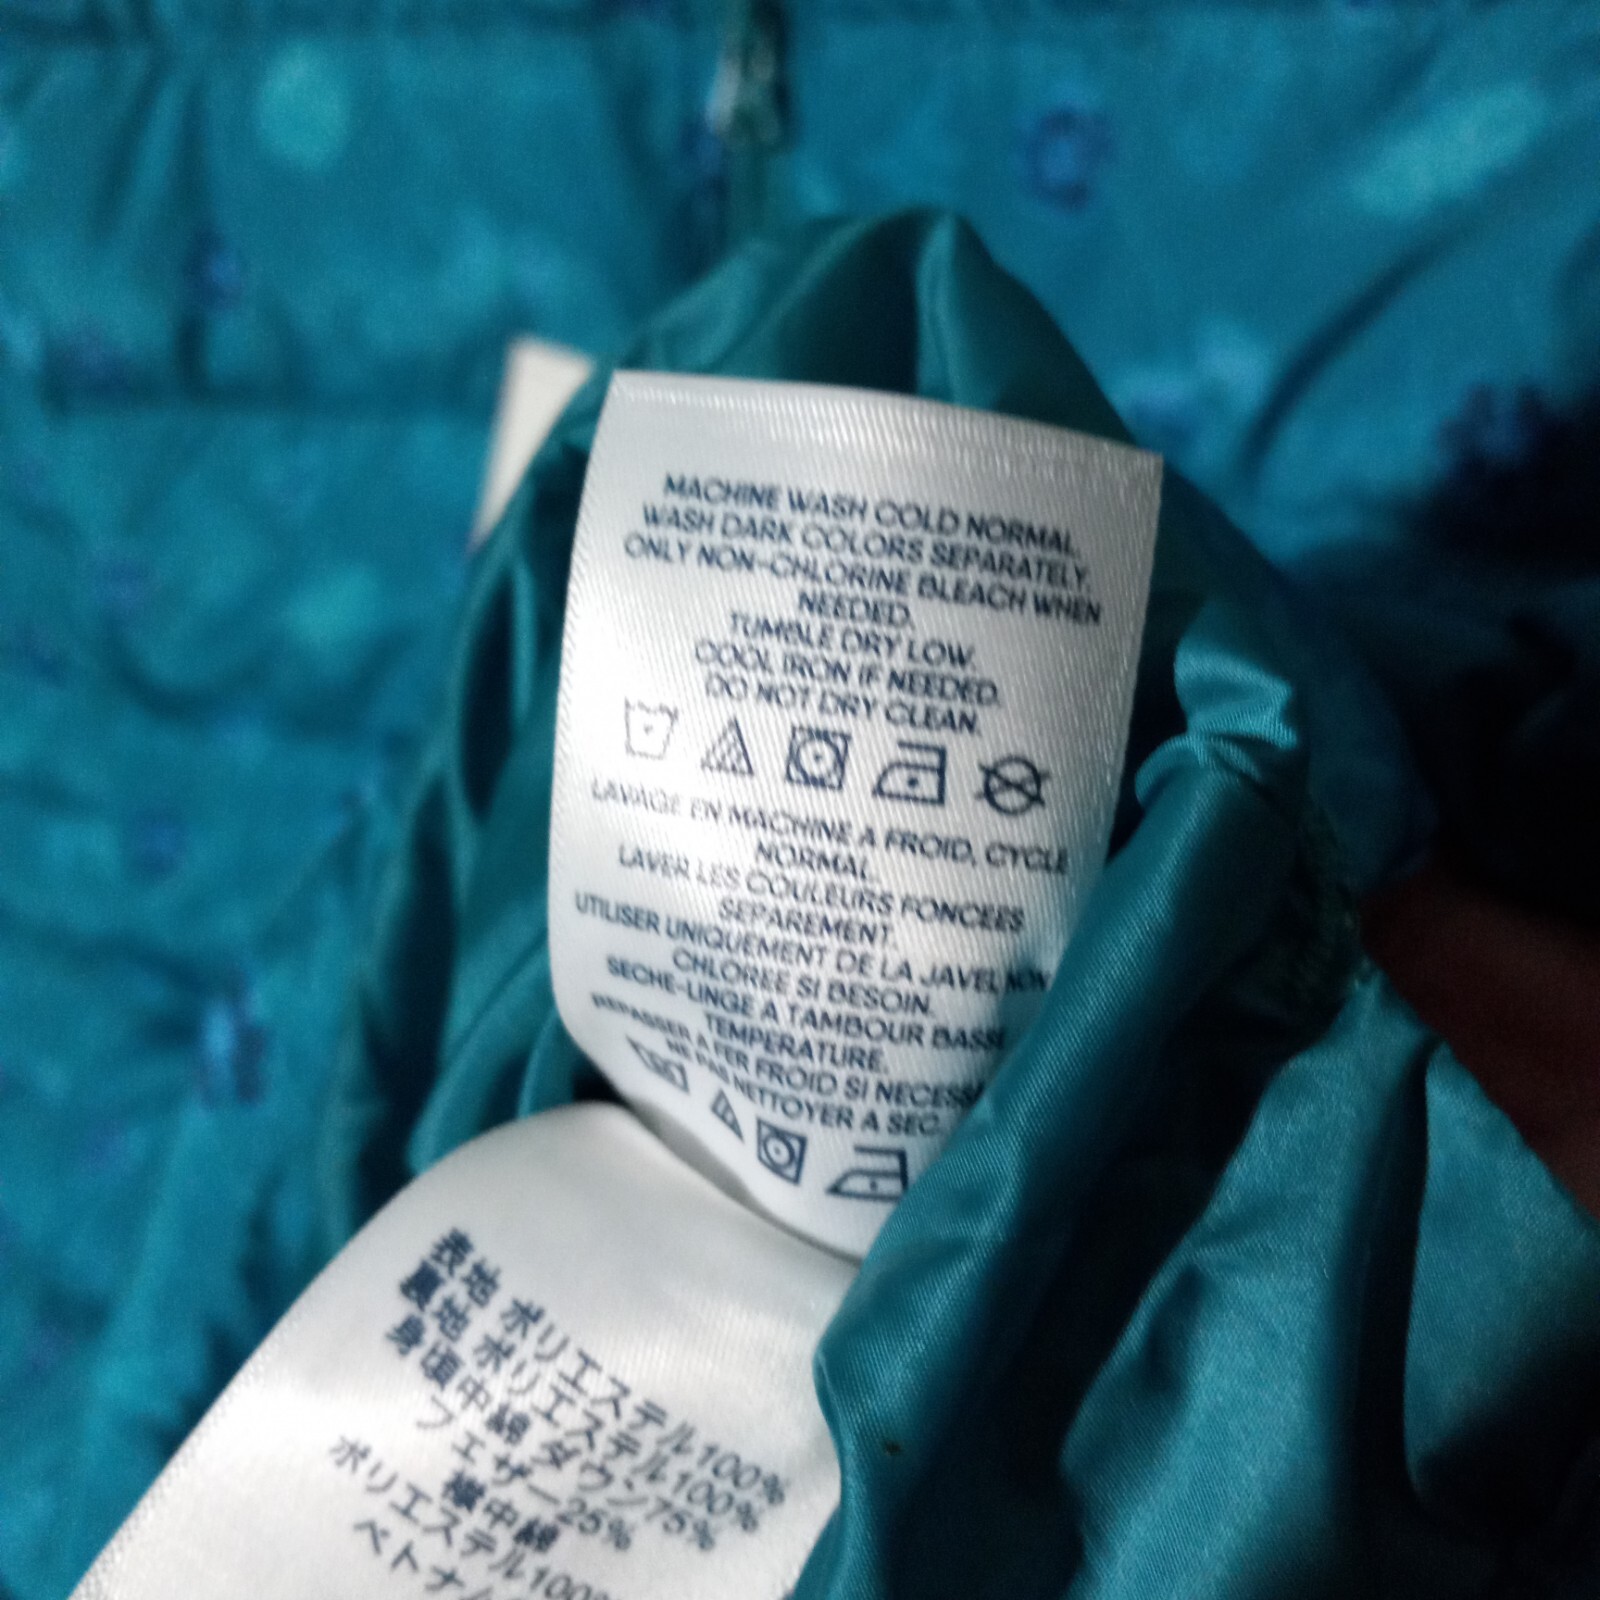 MACHINE WASH COLD NORMAL.
WASH DARK COLORS SEPARATELY.
ONLY NON-CHLORINE BLEACH WHEN
NEEDED.
TUMBLE DRY LOW.
COOL IRON IF NEEDED.
DO NOT DRY CLEAN.
LAVAGE EN MACHINE A FROID, CYCLE
NORMAL.
LAVER LES COULEURS FONCEES
SEPAREMENT.
UTILISER UNIQUEMENT DE LA JAVEL NON
CHLOREE SI BESOIN.
SECHE-LINGE A TAMBOUR BASSE
TEMPERATURE.
REPASSER A FER FROID SI NECESSA
NE PAS NETTOYER A SEC.
表地 ポリエステル100%
裏地 ポリエステル100%
身頃中綿 ダウン75%
フェザー25%
中綿
ポリエステル100%
ベトナム